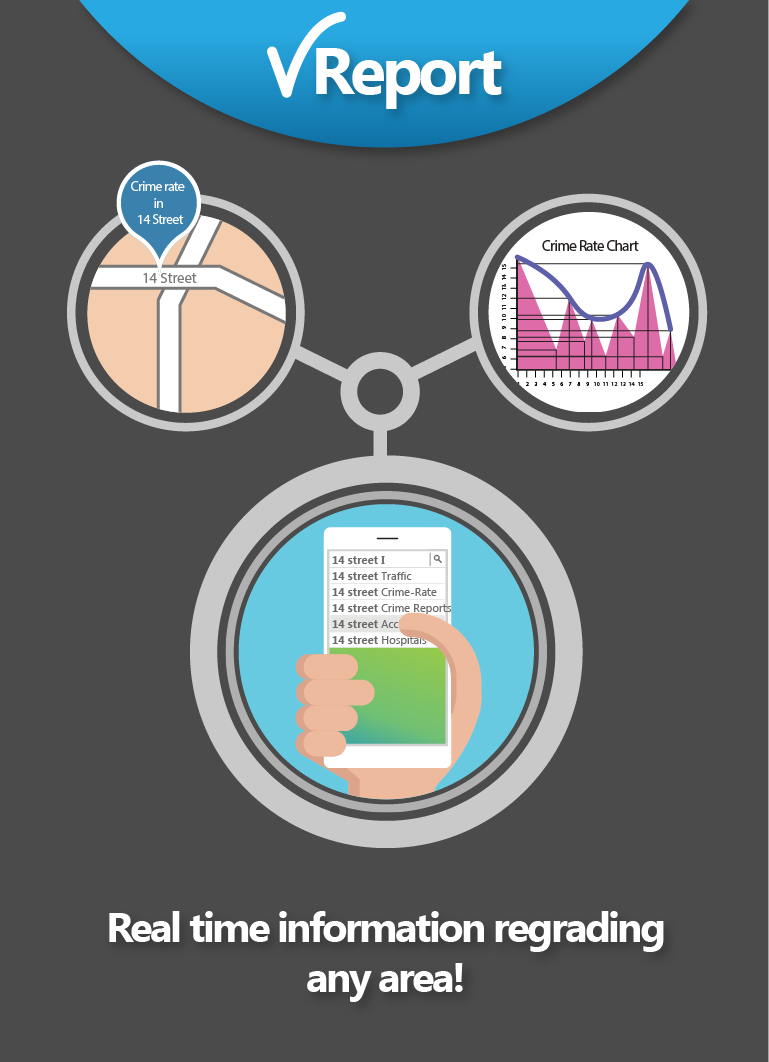 Report
Crime rate
in
14 Street
14 Street
Crime Rate Chart
15
14
13
12
11
10
9
8
7
6
2 3 4 5 6 7 8 9 10 11 12 13 14 15
14 street I
14 street Traffic
14 street Crime-Rate
14 street Crime Reports
14 street Acc
14 street Hospitals
Real time information regrading
any area!